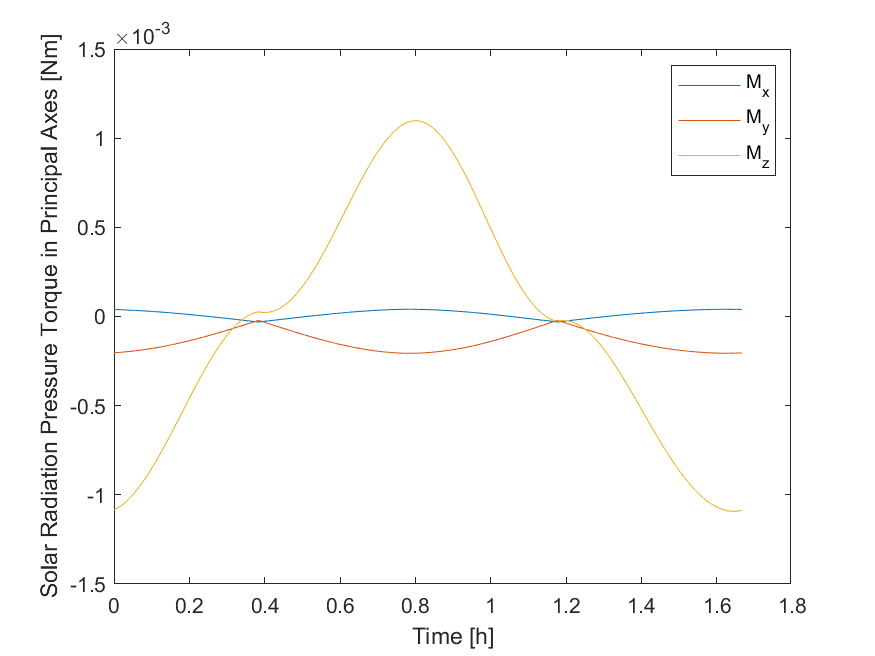 ×10-3
Solar Radiation Pressure Torque in Principal Axes [Nm]
1.5
1
0.5
0
-0.5
-1
-1.5
Mx
My
Mz
0 0.2 0.4 0.6 0.8 1 1.2 1.4 1.6 1.8
Time [h]